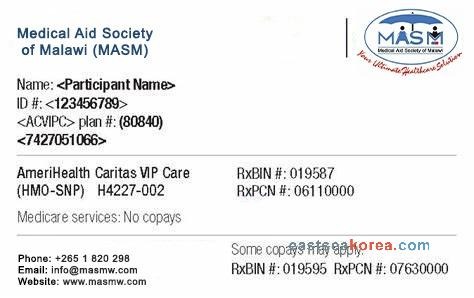 Medical Aid Society
of Malawi (MASM)
MASM
Medical Aid Society of Malawi
Your Ultimate Healthcare Solution
Name: <Participant Name>
ID #: <123456789>
<ACVIPC> plan #: (80840)
<7427051066>
AmeriHealth Caritas VIP Care
(HMO-SNP) H4227-002
RxBIN #: 019587
RxPCN #: 06110000
Medicare services: No copays
Some copays may apply.
eastseakorea.com
RxBIN #: 019595 RxPCN #: 07630000
Phone: +265 1 820 298
Email: info@masmw.com
Website: www.masmw.com